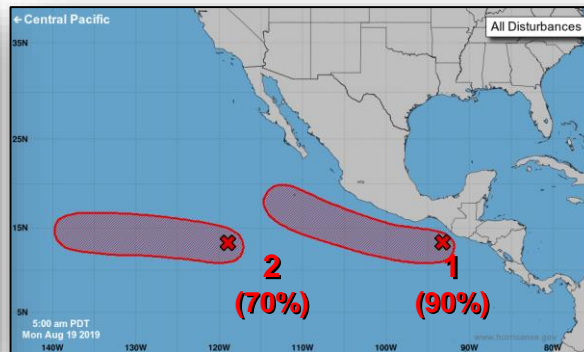 ←Central Pacific
All Disturbances
35N
25N
15N
5N
2
(70%)
1
(90%)
5:00 am PDT
Mon Aug 19 2019
www.hurricanes.gov
140W
130W
120W
110W
100W
90W
80W